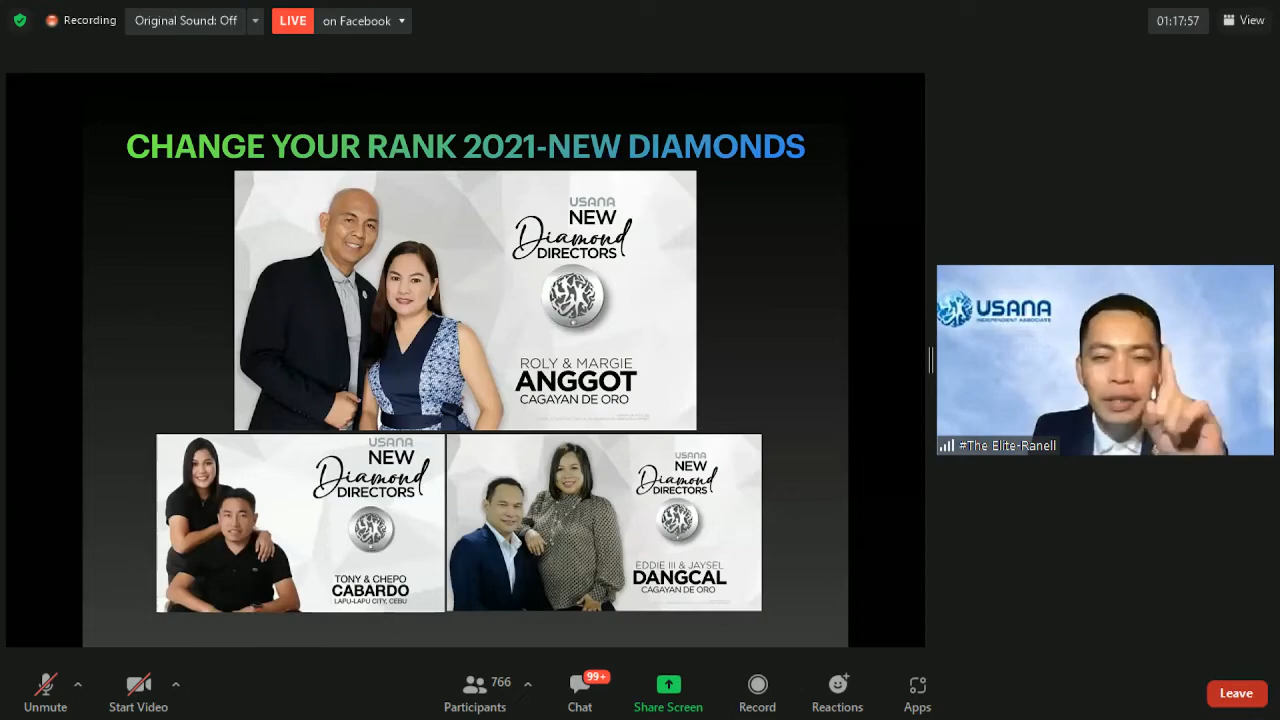 Recording
Original Sound: Off
LIVE
on Facebook
01:17:57
View
CHANGE YOUR RANK 2021-NEW DIAMONDS
USANA
NEW
Diamond
DIRECTORS
ROLY & MARGIE
ANGGOT
CAGAYAN DE ORO
USANA
NEW
Diamond
DIRECTORS
TONY & CHEPO
CABARDO
LAPU-LAPU CITY, CEBU
USANA
NEW
Diamond
DIRECTORS
EDDIE III & JAYSEL
DANGCAL
CAGAYAN DE ORO
USANA
INDEPENDENT ASSOCIATE
#The Elite-Ranell
Unmute
Start Video
766
Participants
99+
Chat
Share Screen
Record
Reactions
Apps
Leave